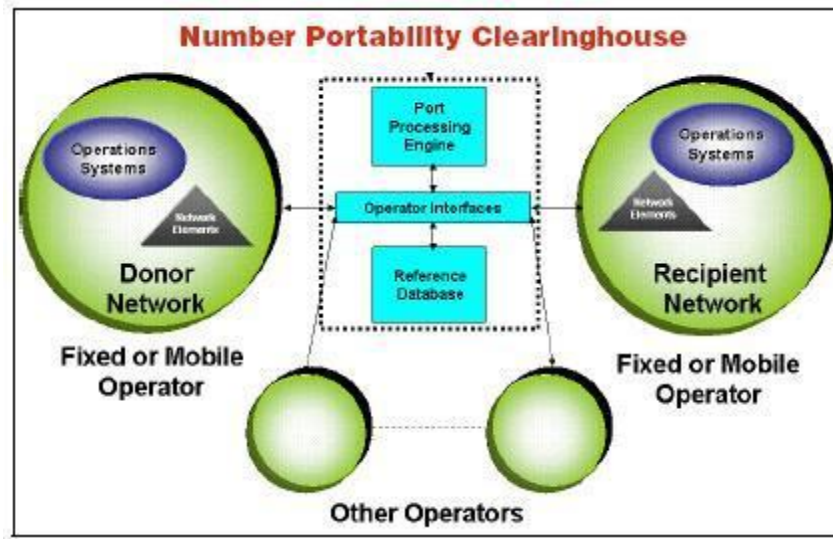 Number Portability Clearinghouse
Operations
Systems
Network
Elements
Donor
Network
Fixed or Mobile
Operator
Port
Processing
Engine
Operator Interfaces
Reference
Database
Operations
Systems
Network
Elements
Recipient
Network
Fixed or Mobile
Operator
Other Operators